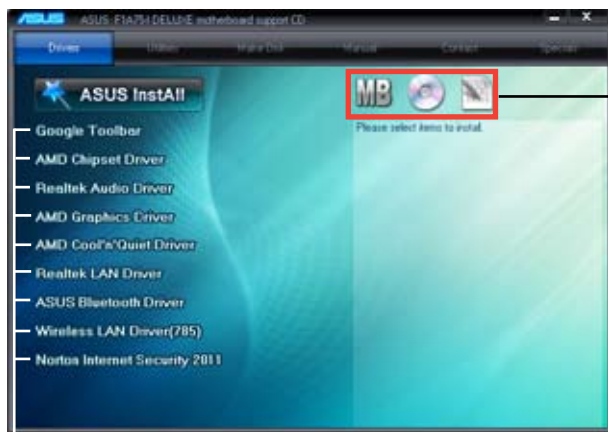 ASUS ASUS F1A75-I DELUXE motherboard support CD
Drivers Utilities Make Disk Manual Contact Specials
ASUS InstAll
MB
Please select items to install.
Google Toolbar
AMD Chipset Driver
Realtek Audio Driver
AMD Graphics Driver
AMD Cool'n'Quiet Driver
Realtek LAN Driver
ASUS Bluetooth Driver
Wireless LAN Driver(785)
Norton Internet Security 2011